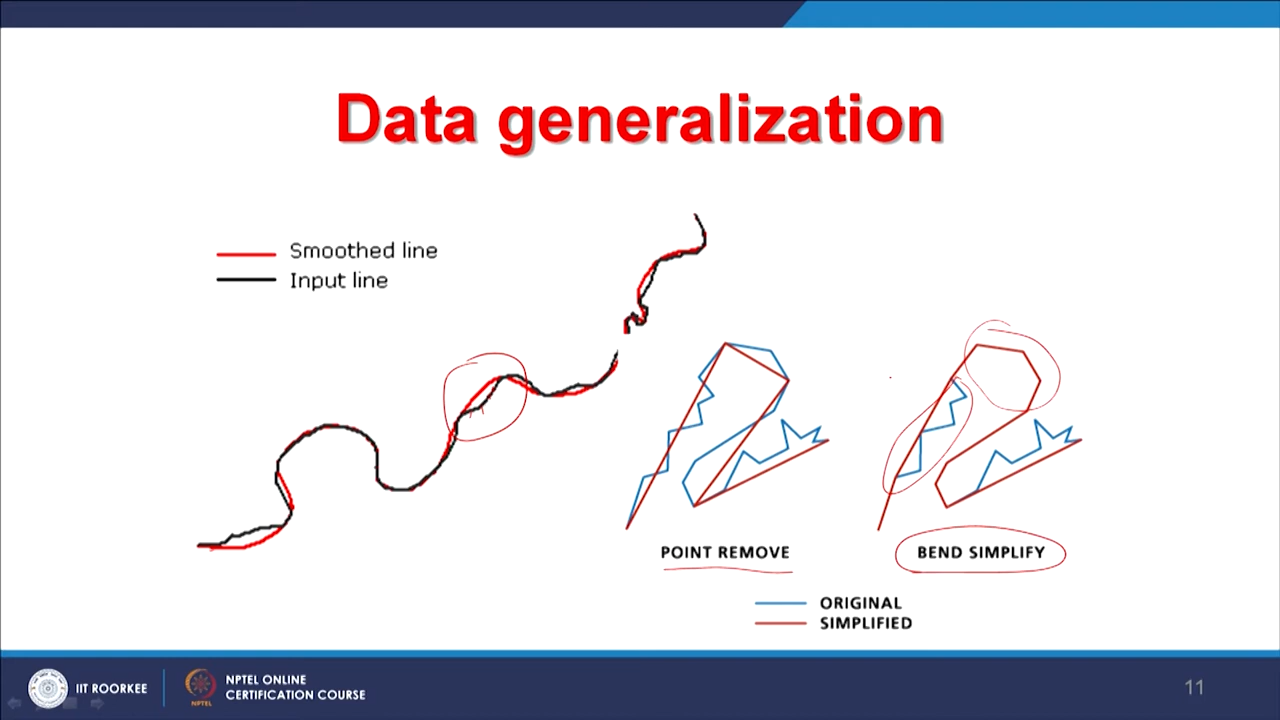 Data generalization
Smoothed line
Input line
POINT REMOVE
BEND SIMPLIFY
ORIGINAL
SIMPLIFIED
IIT ROORKEE
NPTEL
NPTEL ONLINE
CERTIFICATION COURSE
11